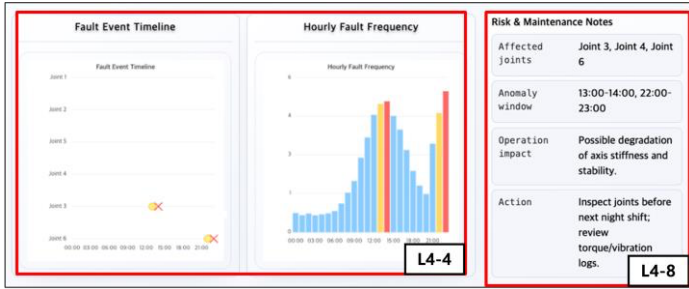 Fault Event Timeline
Fault Event Timeline
Joint 1
Joint 2
Joint 5
Joint 4
Joint 3
Joint 6
00:00 03:00 06:00 09:00 12:00 15:00 18:00 21:00
Hourly Fault Frequency
Hourly Fault Frequency
0
00:00 03:00 06:00 09:00 12:00 15:00 18:00 21:00
L4-4
Risk & Maintenance Notes
Affected joints
Joint 3, Joint 4, Joint
6
Anomaly
window
13:00-14:00, 22:00-
23:00
Operation
impact
Possible degradation
of axis stiffness and
stability.
Action
Inspect joints before
next night shift;
review
torque/vibration
logs.
L4-8